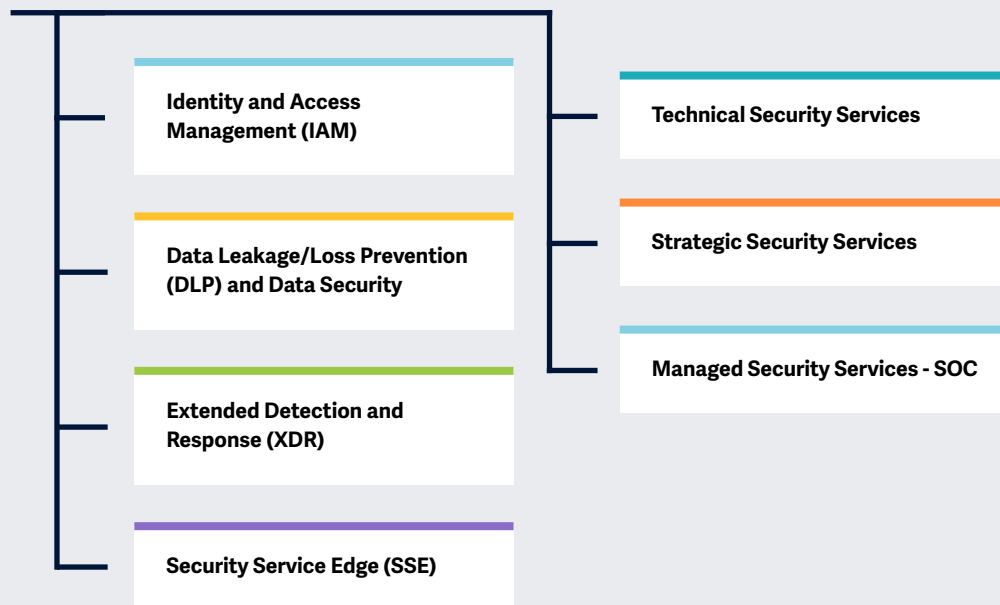 Identity and Access
Management (IAM)
Data Leakage/Loss Prevention
(DLP) and Data Security
Extended Detection and
Response (XDR)
Security Service Edge (SSE)
Technical Security Services
Strategic Security Services
Managed Security Services - SOC